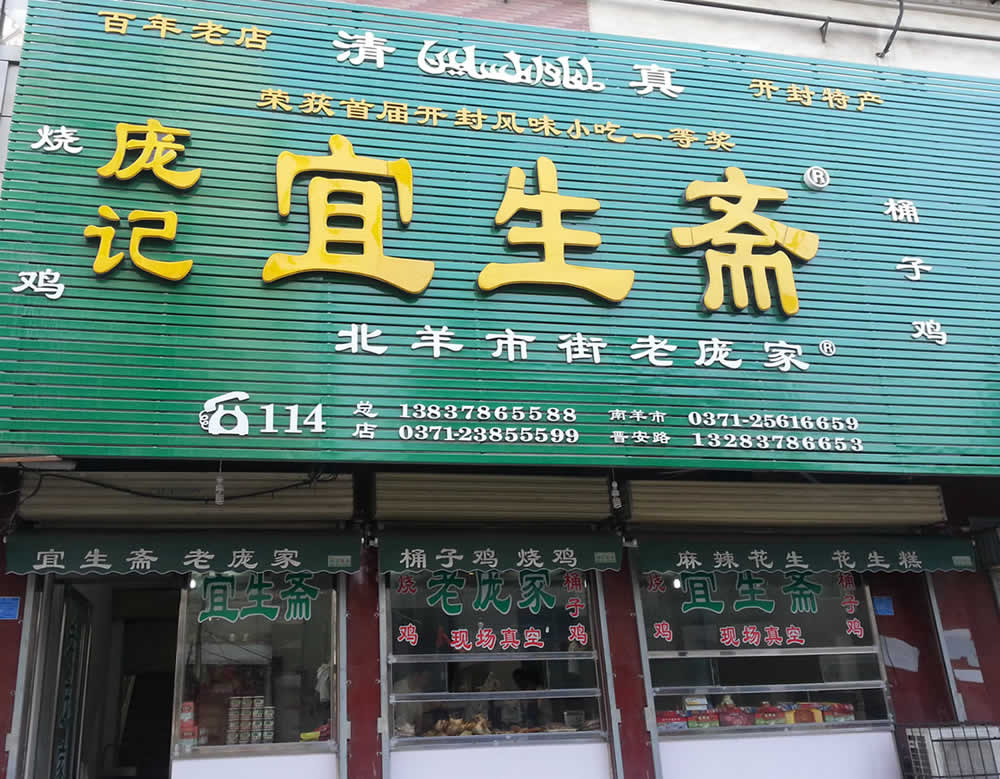 百年老店
清 真
开封特产
荣获首届开封风味小吃一等奖
烧鸡
庞记
宜生斋®
桶子鸡
北羊市街老庞家®
114
总店 13837865588
0371-23855599
南羊市 0371-25616659
晋安路 13283786653
宜生斋 老庞家
桶子鸡烧鸡
麻辣花生 花生糕
宜生斋
烧鸡
老庞家
桶子鸡
现场真空
烧鸡
宜生斋
桶子鸡
现场真空